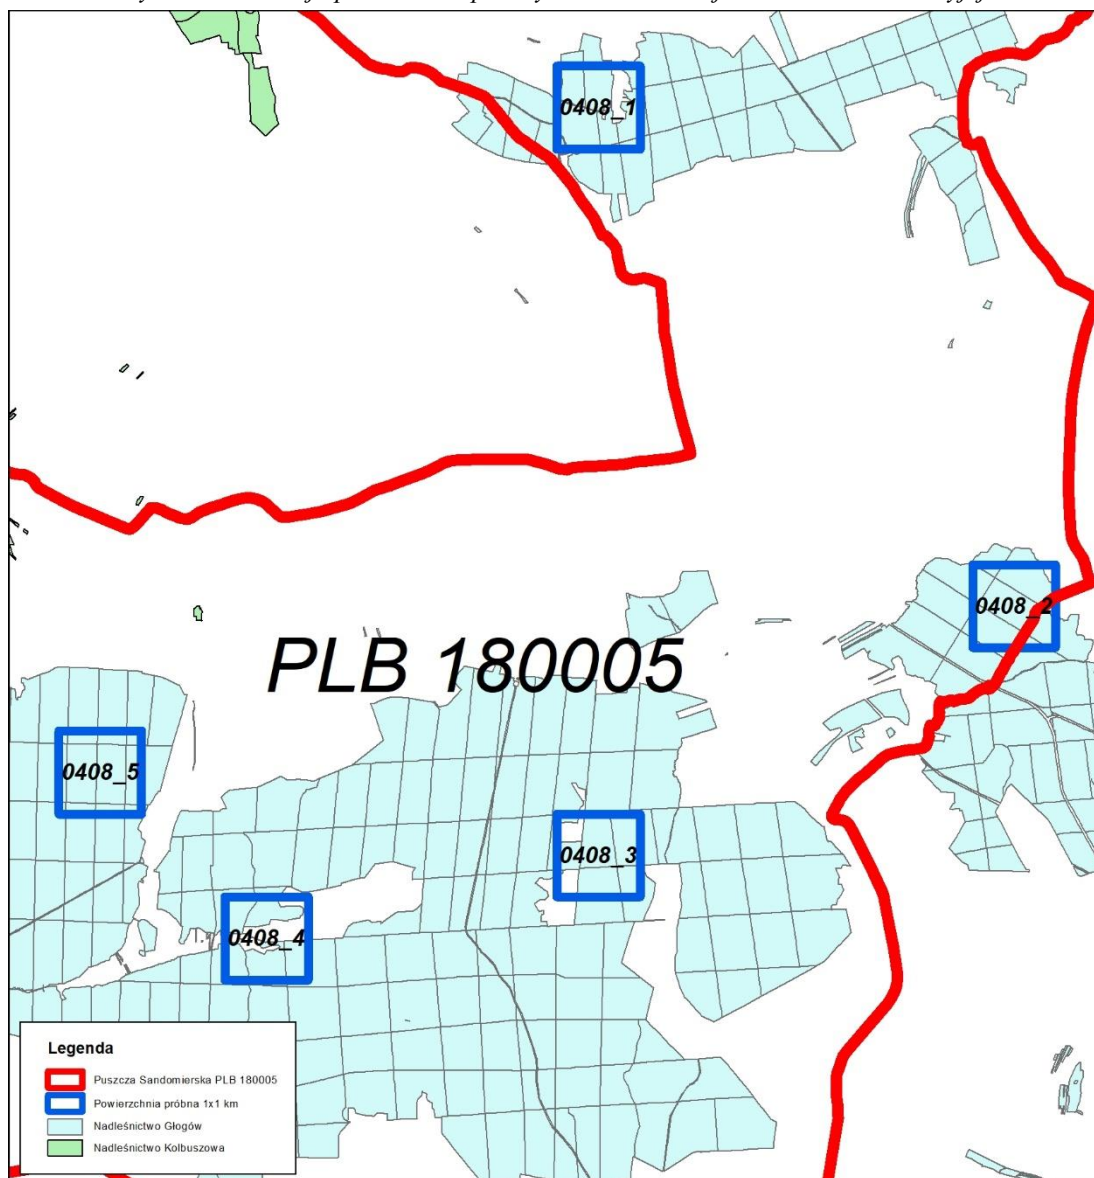 0408_1
0408_2
PLB 180005
0408_5
0408_3
0408_4
Legenda
Puszcza Sandomierska PLB 180005
Powierzchnia próbna 1x1 km
Nadleśnictwo Głogów
Nadleśnictwo Kolbuszowa